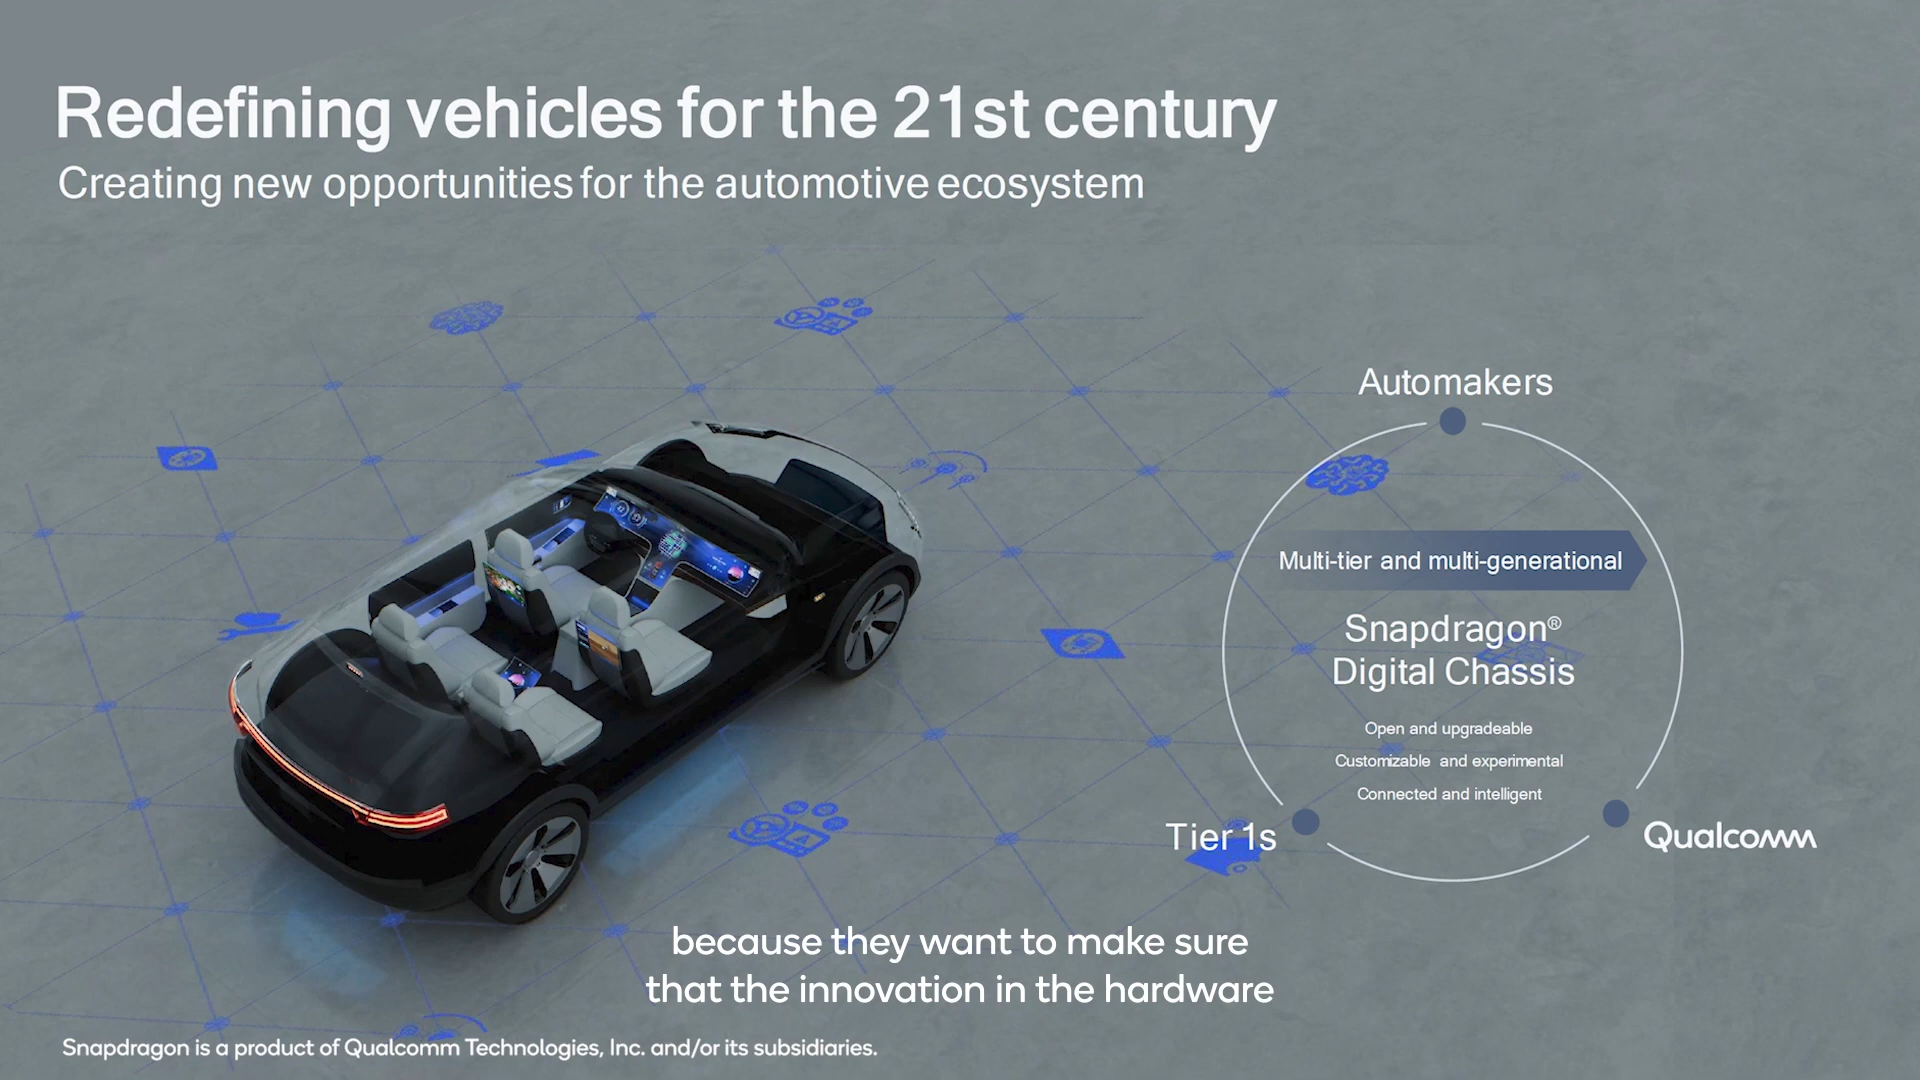 Redefining vehicles for the 21st century
Creating new opportunities for the automotive ecosystem
Automakers
Multi-tier and multi-generational
Snapdragon®
Digital Chassis
Open and upgradeable
Customizable and experimental
Connected and intelligent
Tier 1s
Qualcomm
because they want to make sure
that the innovation in the hardware
Snapdragon is a product of Qualcomm Technologies, Inc. and/or its subsidiaries.